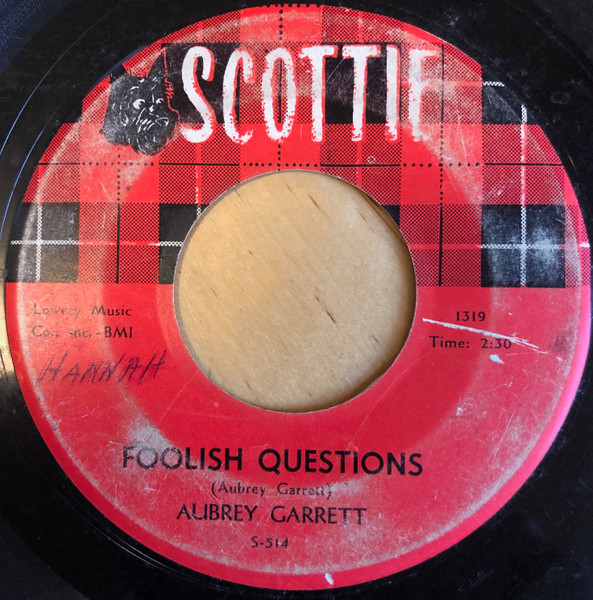 SCOTTIE
Lowery Music
Co., Inc. - BMI
1319
Time: 2:30
HANNAH
FOOLISH QUESTIONS
(Aubrey Garrett)
AUBREY GARRETT
S-514